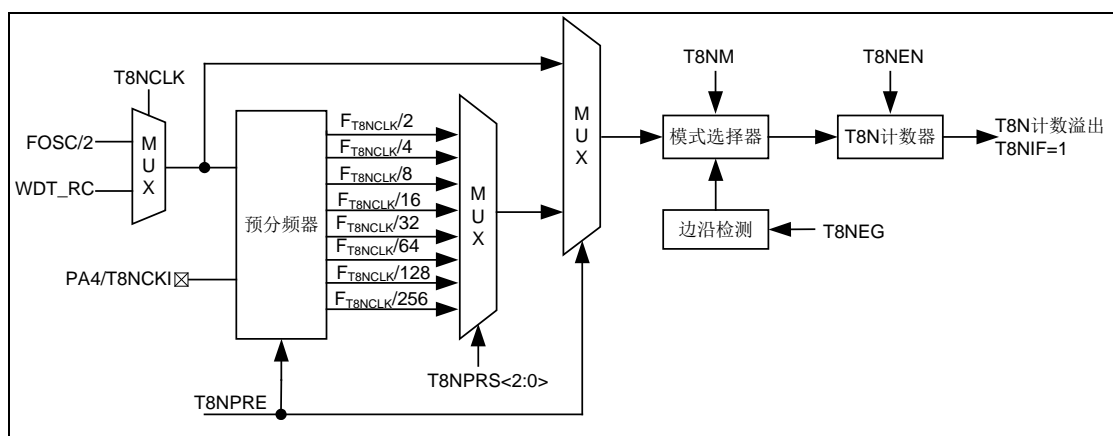 T8NCLK
FOSC/2
WDT_RC
MUX
PA4/T8NCKI
预分频器
F_T8NCLK/2
F_T8NCLK/4
F_T8NCLK/8
F_T8NCLK/16
F_T8NCLK/32
F_T8NCLK/64
F_T8NCLK/128
F_T8NCLK/256
MUX
T8NPRS<2:0>
T8NPRE
MUX
T8NM
模式选择器
边沿检测
T8NEG
T8NEN
T8N计数器
T8N计数溢出
T8NIF=1